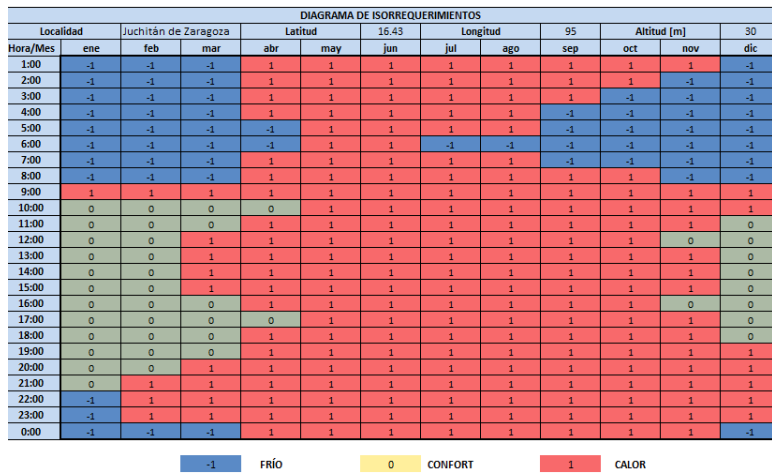 DIAGRAMA DE ISORREQUERIMIENTOS
Localidad Juchitán de Zaragoza Latitud 16.43 Longitud 95 Altitud [m] 30
Hora/Mes ene feb mar abr may jun jul ago sep oct nov dic
1:00 -1 -1 -1 1 1 1 1 1 1 1 1 -1
2:00 -1 -1 -1 1 1 1 1 1 1 1 -1 -1
3:00 -1 -1 -1 1 1 1 1 1 1 -1 -1 -1
4:00 -1 -1 -1 1 1 1 1 1 -1 -1 -1 -1
5:00 -1 -1 -1 -1 1 1 1 1 -1 -1 -1 -1
6:00 -1 -1 -1 -1 1 1 -1 -1 -1 -1 -1 -1
7:00 -1 -1 -1 1 1 1 1 1 -1 -1 -1 -1
8:00 -1 -1 -1 1 1 1 1 1 1 1 -1 -1
9:00 1 1 1 1 1 1 1 1 1 1 1 1
10:00 0 0 0 0 1 1 1 1 1 1 1 1
11:00 0 0 0 1 1 1 1 1 1 1 1 0
12:00 0 0 1 1 1 1 1 1 1 1 0 0
13:00 0 0 1 1 1 1 1 1 1 1 1 0
14:00 0 0 1 1 1 1 1 1 1 1 1 0
15:00 0 0 1 1 1 1 1 1 1 1 1 0
16:00 0 0 0 1 1 1 1 1 1 1 0 0
17:00 0 0 0 0 1 1 1 1 1 1 1 0
18:00 0 0 0 1 1 1 1 1 1 1 1 0
19:00 0 0 0 1 1 1 1 1 1 1 1 1
20:00 0 0 1 1 1 1 1 1 1 1 1 1
21:00 0 1 1 1 1 1 1 1 1 1 1 1
22:00 -1 1 1 1 1 1 1 1 1 1 1 1
23:00 -1 1 1 1 1 1 1 1 1 1 1 1
0:00 -1 -1 -1 1 1 1 1 1 1 1 1 -1
-1 FRÍO 0 CONFORT 1 CALOR